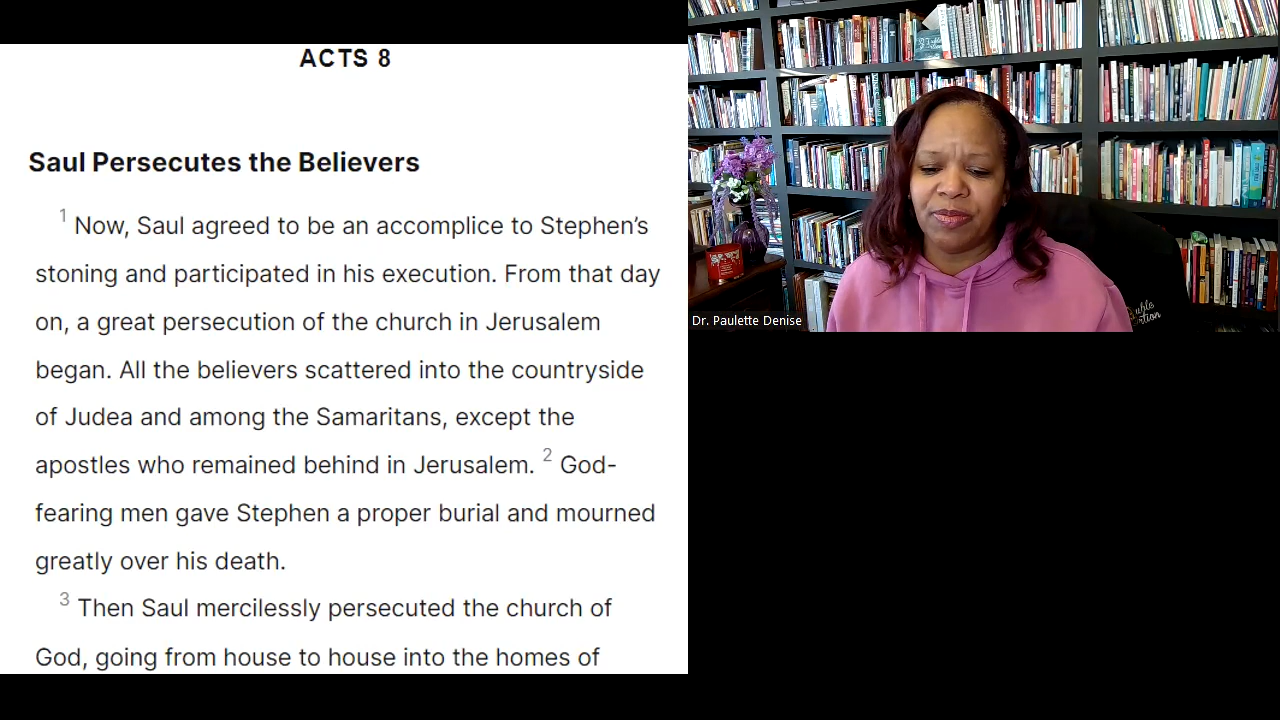 ACTS 8
Saul Persecutes the Believers
1 Now, Saul agreed to be an accomplice to Stephen’s
stoning and participated in his execution. From that day
on, a great persecution of the church in Jerusalem
began. All the believers scattered into the countryside
of Judea and among the Samaritans, except the
apostles who remained behind in Jerusalem. 2 God-
fearing men gave Stephen a proper burial and mourned
greatly over his death.
3 Then Saul mercilessly persecuted the church of
God, going from house to house into the homes of
Dr. Paulette Denise